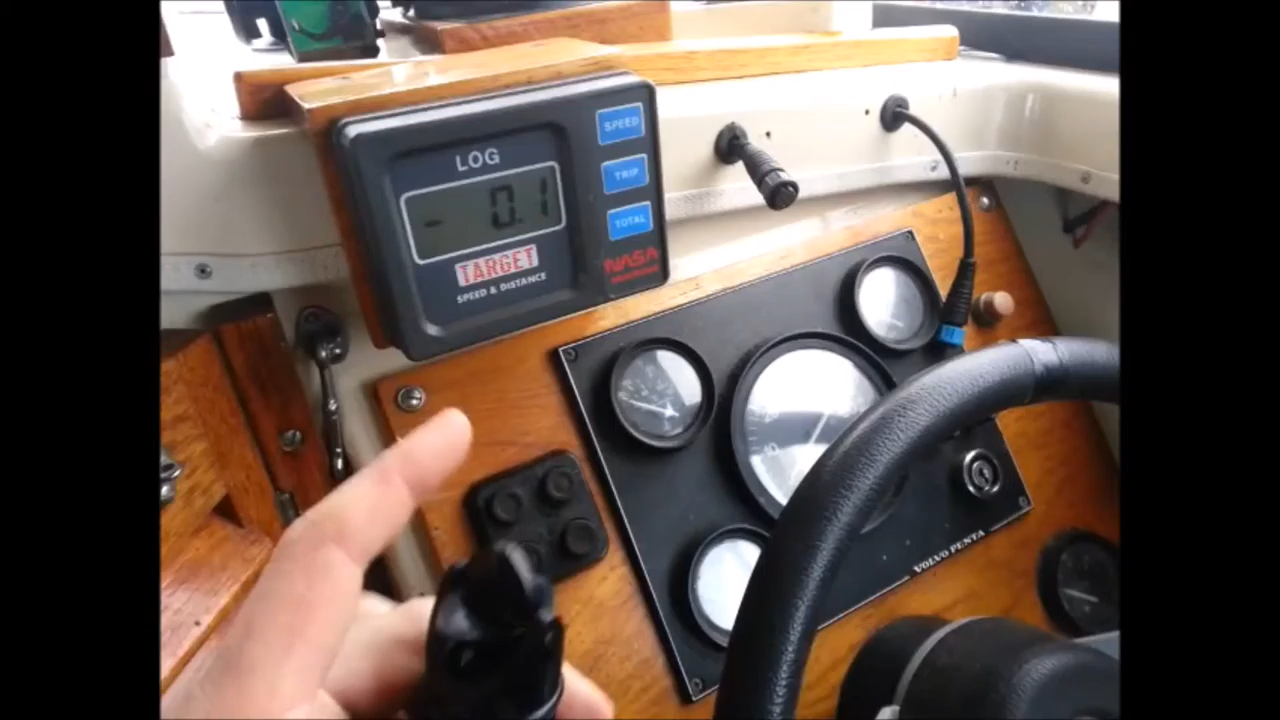 LOG
- 0.1
TARGET
SPEED & DISTANCE
SPEED
TRIP
TOTAL
NASA
VOLVO PENTA